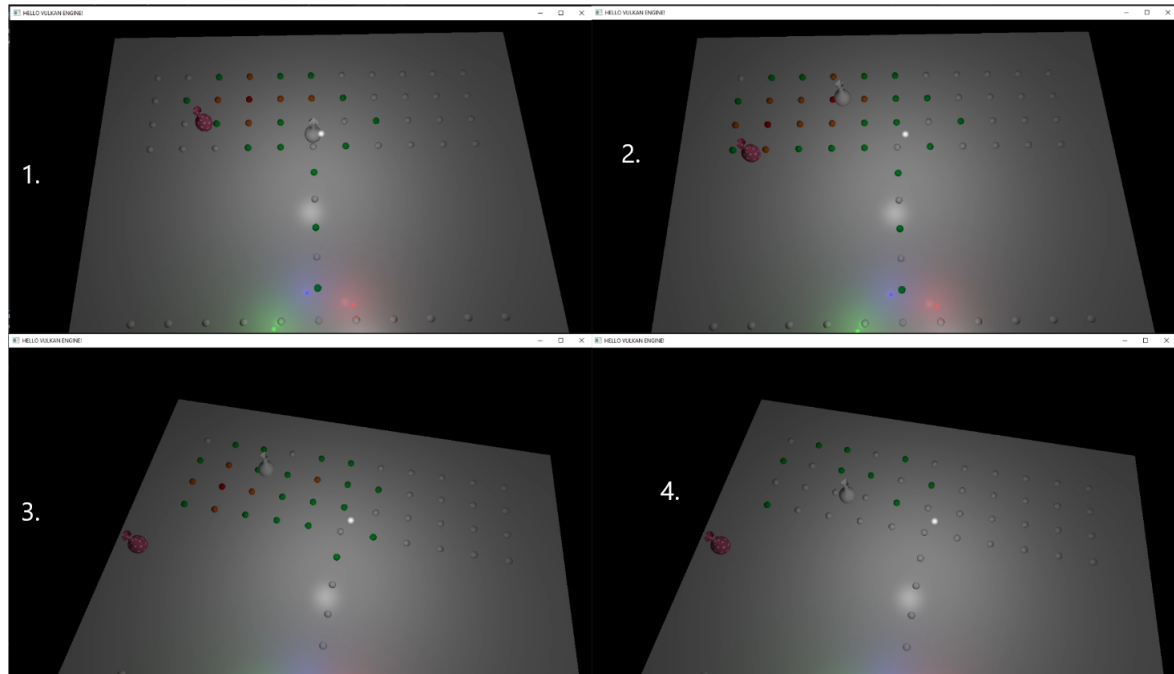 HELLO VULKAN ENGINE!
HELLO VULKAN ENGINE!
1.
2.
HELLO VULKAN ENGINE!
HELLO VULKAN ENGINE!
3.
4.